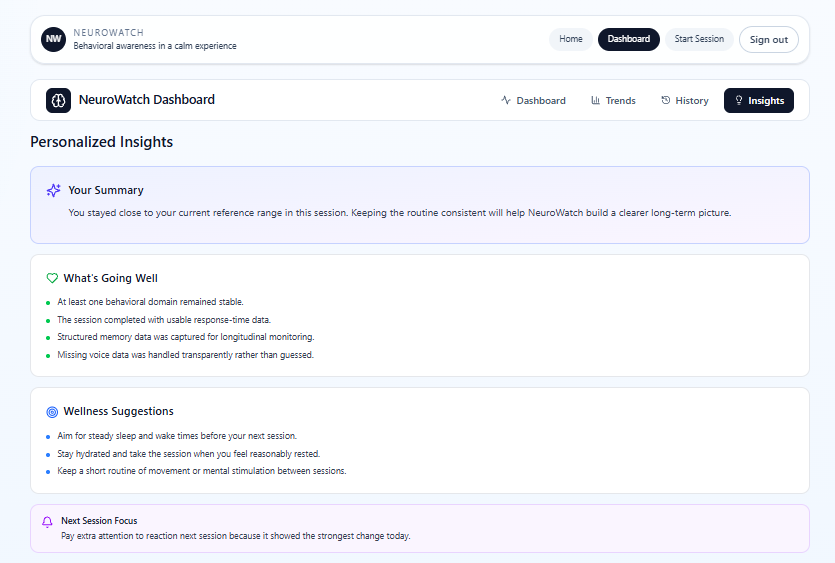 NW
NEUROWATCH
Behavioral awareness in a calm experience
Home
Dashboard
Start Session
Sign out
NeuroWatch Dashboard
Dashboard
Trends
History
Insights
Personalized Insights
Your Summary
You stayed close to your current reference range in this session. Keeping the routine consistent will help NeuroWatch build a clearer long-term picture.
What's Going Well
At least one behavioral domain remained stable.
The session completed with usable response-time data.
Structured memory data was captured for longitudinal monitoring.
Missing voice data was handled transparently rather than guessed.
Wellness Suggestions
Aim for steady sleep and wake times before your next session.
Stay hydrated and take the session when you feel reasonably rested.
Keep a short routine of movement or mental stimulation between sessions.
Next Session Focus
Pay extra attention to reaction next session because it showed the strongest change today.